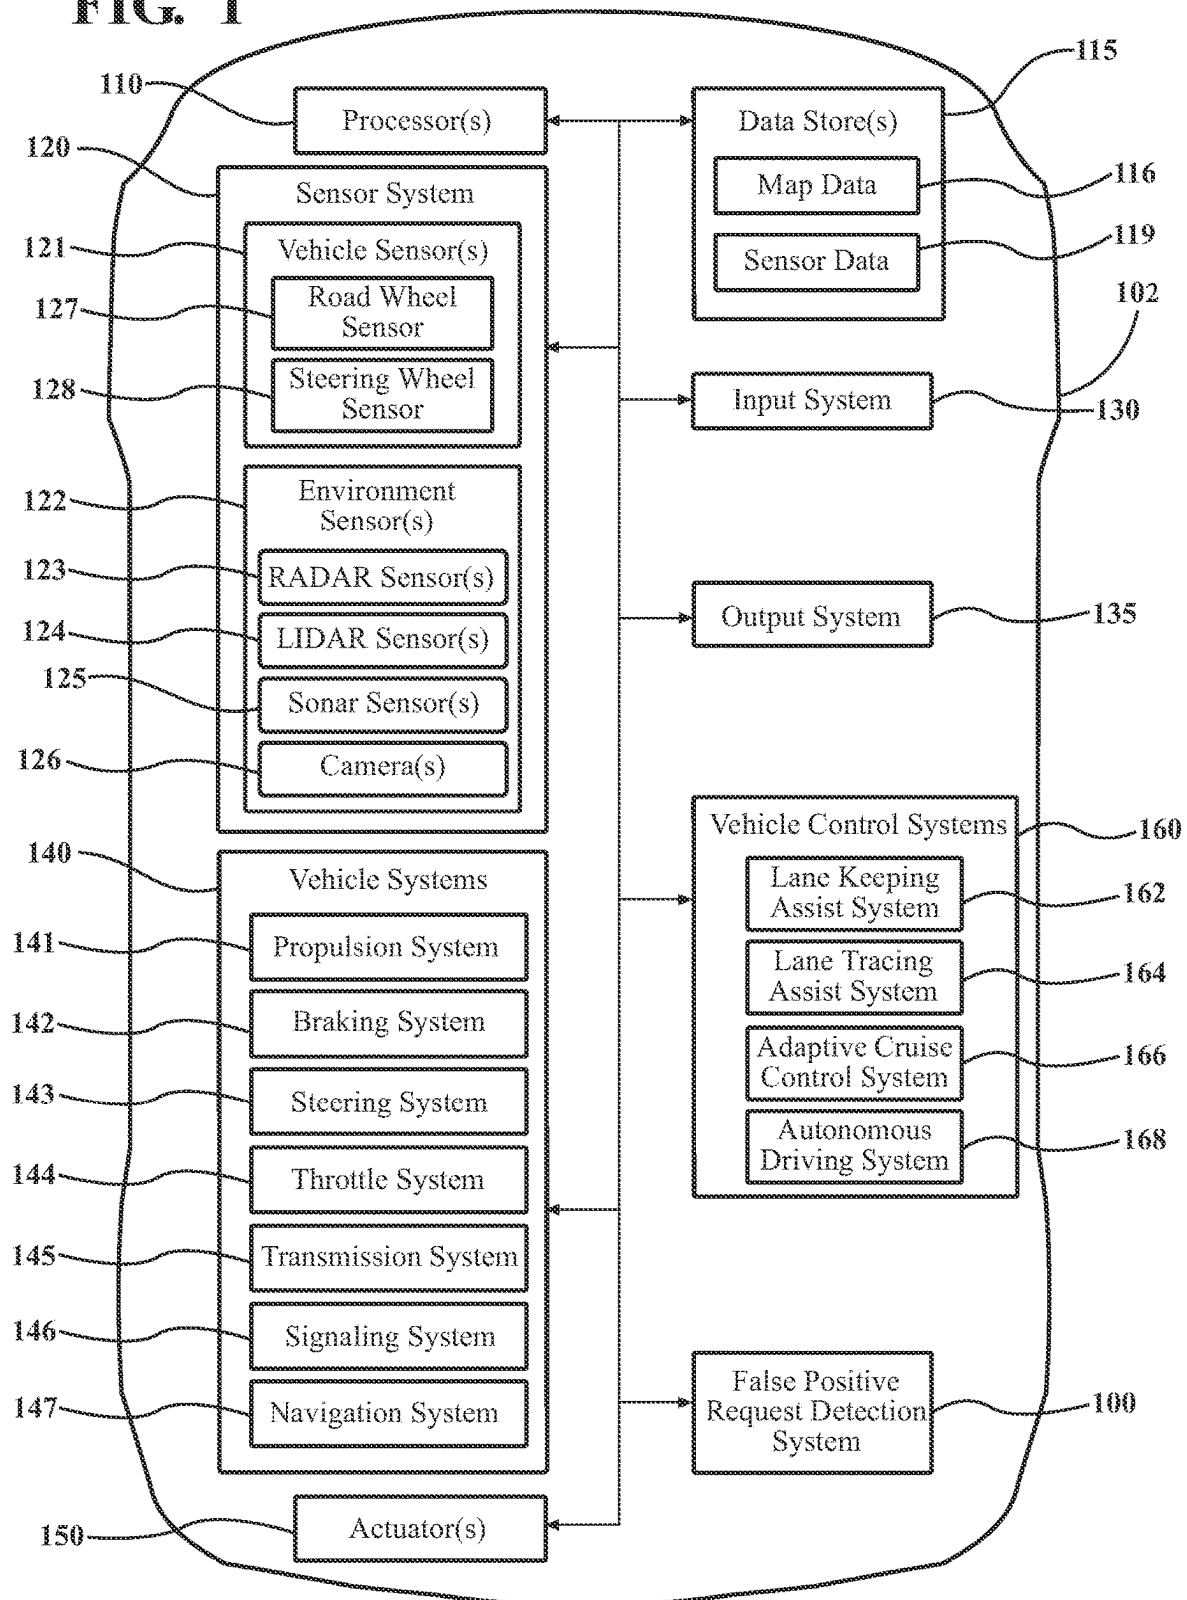 FIG. 1
110
Processor(s)
120
Sensor System
121
Vehicle Sensor(s)
127
Road Wheel
Sensor
128
Steering Wheel
Sensor
122
Environment
Sensor(s)
123
RADAR Sensor(s)
124
LIDAR Sensor(s)
125
Sonar Sensor(s)
126
Camera(s)
140
Vehicle Systems
141
Propulsion System
142
Braking System
143
Steering System
144
Throttle System
145
Transmission System
146
Signaling System
147
Navigation System
150
Actuator(s)
115
Data Store(s)
Map Data
116
Sensor Data
119
102
Input System
130
Output System
135
Vehicle Control Systems
160
Lane Keeping
Assist System
162
Lane Tracing
Assist System
164
Adaptive Cruise
Control System
166
Autonomous
Driving System
168
False Positive
Request Detection
System
100